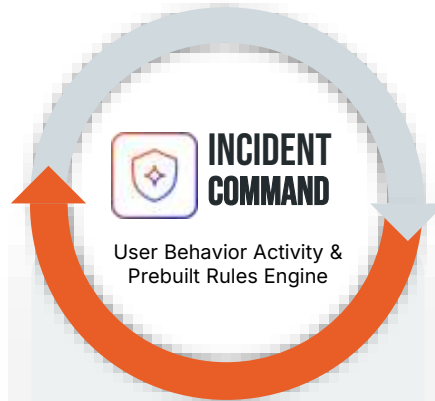 INCIDENT
COMMAND
User Behavior Activity &
Prebuilt Rules Engine